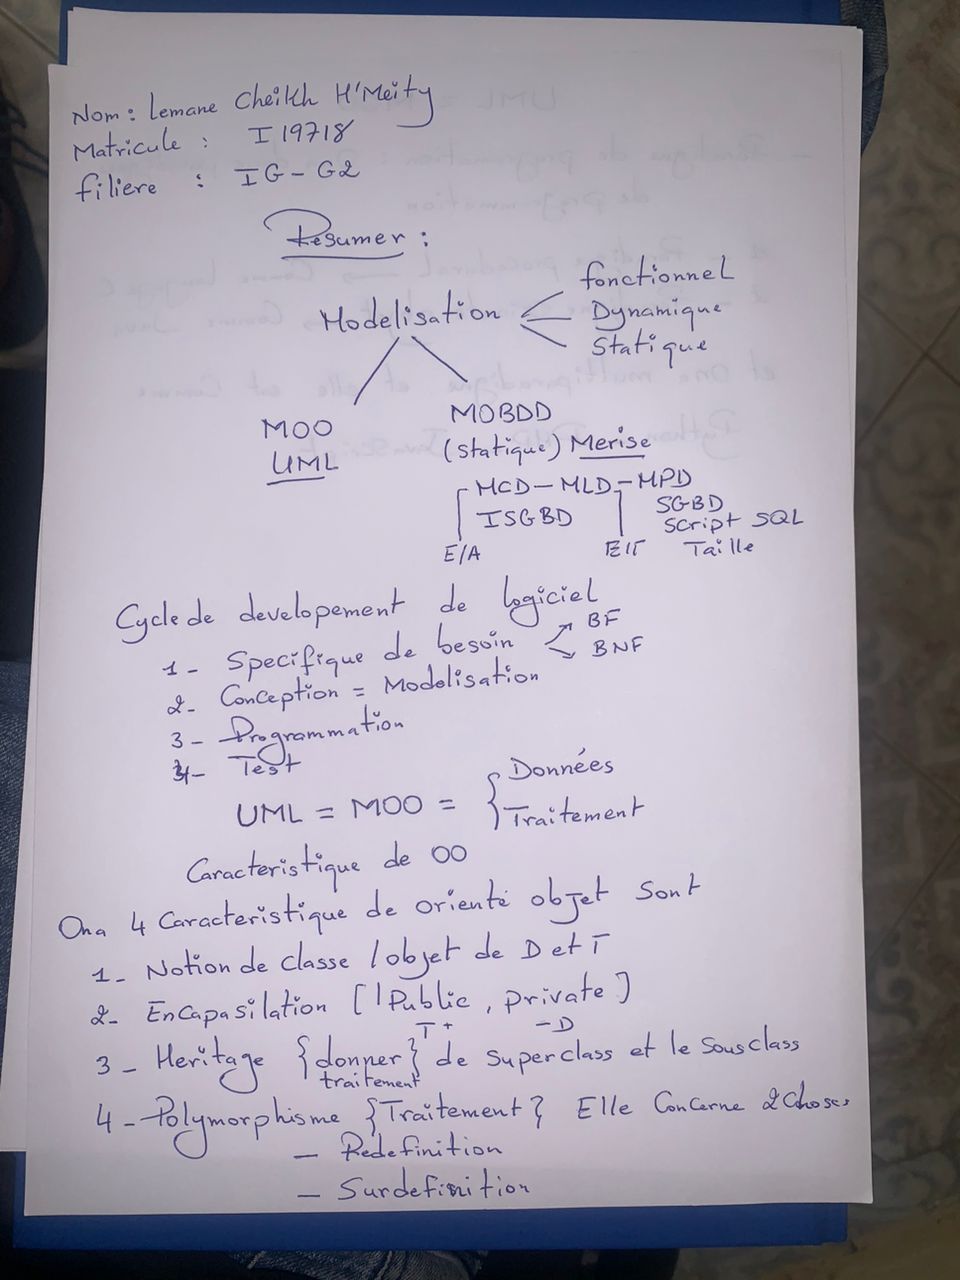 Nom : Lemane Cheikh H'Meity
Matricule : I19718
filiere : IG - G2
Résumer :
Modelisation
fonctionnel
Dynamique
Statique
MOO
UML
MOBDD
(statique) Merise
MCD - MLD - MPD
ISGBD
SGBD
Script SQL
Taille
E/A
Cycle de developement de logiciel
1 - Specifique de besoin
BF
BNF
2 - Conception = Modelisation
3 - Programmation
4 - Test
UML = MOO = { Données
Traitement
Caracteristique de OO
On a 4 Caracteristique de orienté objet Sont
1 - Notion de classe / objet de D et T
2 - Encapasilation [ ! Public , private ]
T + - D
3 - Heritage { donner } de Superclass et le Sousclass
traitement
4 - Polymorphisme { Traitement } Elle Concerne 2 Choses
- Redefinition
- Surdefinition